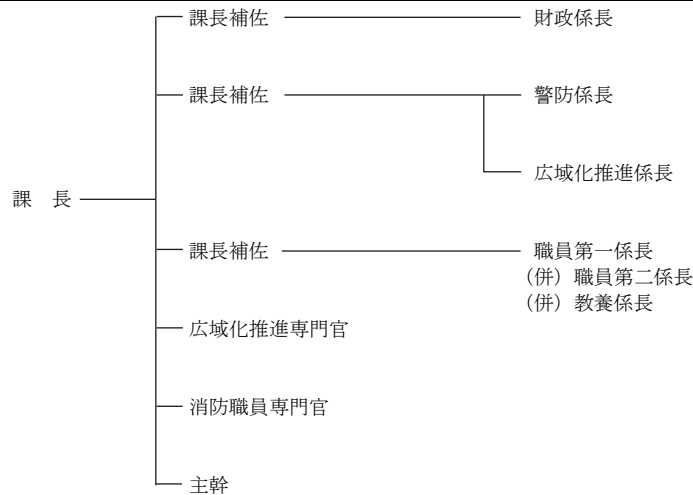 課長補佐 財政係長
課長補佐 警防係長
広域化推進係長
課　長
課長補佐 職員第一係長
（併）職員第二係長
（併）教養係長
広域化推進専門官
消防職員専門官
主幹